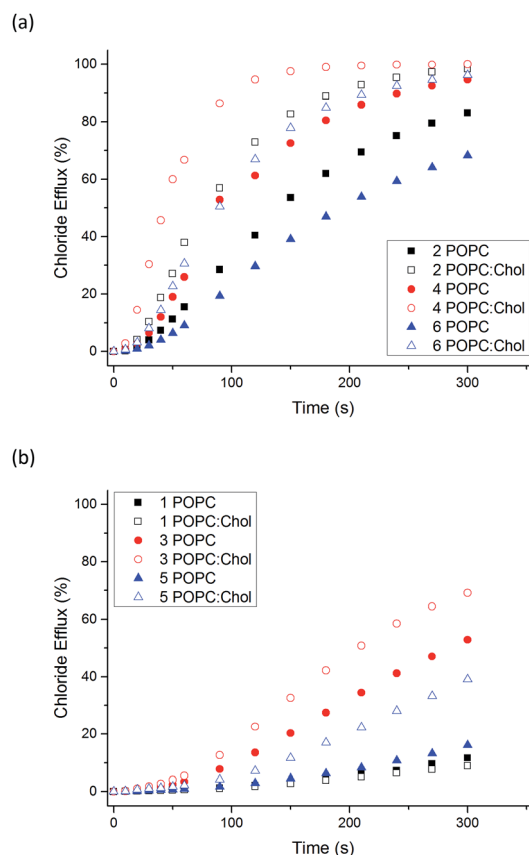 (a)
Chloride Efflux (%)
100
80
60
40
20
0
0
100
200
300
Time (s)
2 POPC
2 POPC:Chol
4 POPC
4 POPC:Chol
6 POPC
6 POPC:Chol
(b)
Chloride Efflux (%)
100
80
60
40
20
0
0
100
200
300
Time (s)
1 POPC
1 POPC:Chol
3 POPC
3 POPC:Chol
5 POPC
5 POPC:Chol